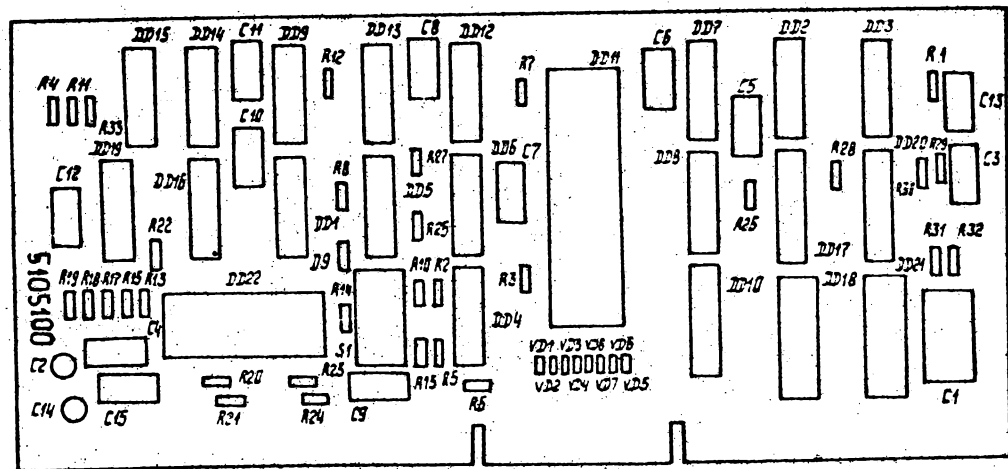 DD15 DD14 C11 DD9 DD13 C8 DD12 C6 DD7 DD2 DD3
R4 R11 R12 R7 DD11 R1
C5 C13
R33 C10
DD19 DD6 C7
DD16 R8 R27 DD5 DD8 R28 DD20 R29 C3
C12 R30
R22 DD1 R25 R26
D9 DD17 R31 R32
R19 R18 R17 R15 R13 DD22 R10 R2 R3 DD21
R14 DD10 DD18
5105100 C4 S1 DD4
VD1 VD3 VD8 VD6
C2 R15 R5
R20 R23 VD2 VD4 VD7 VD5
C14 C15 R21 R24 C9 R6 C1